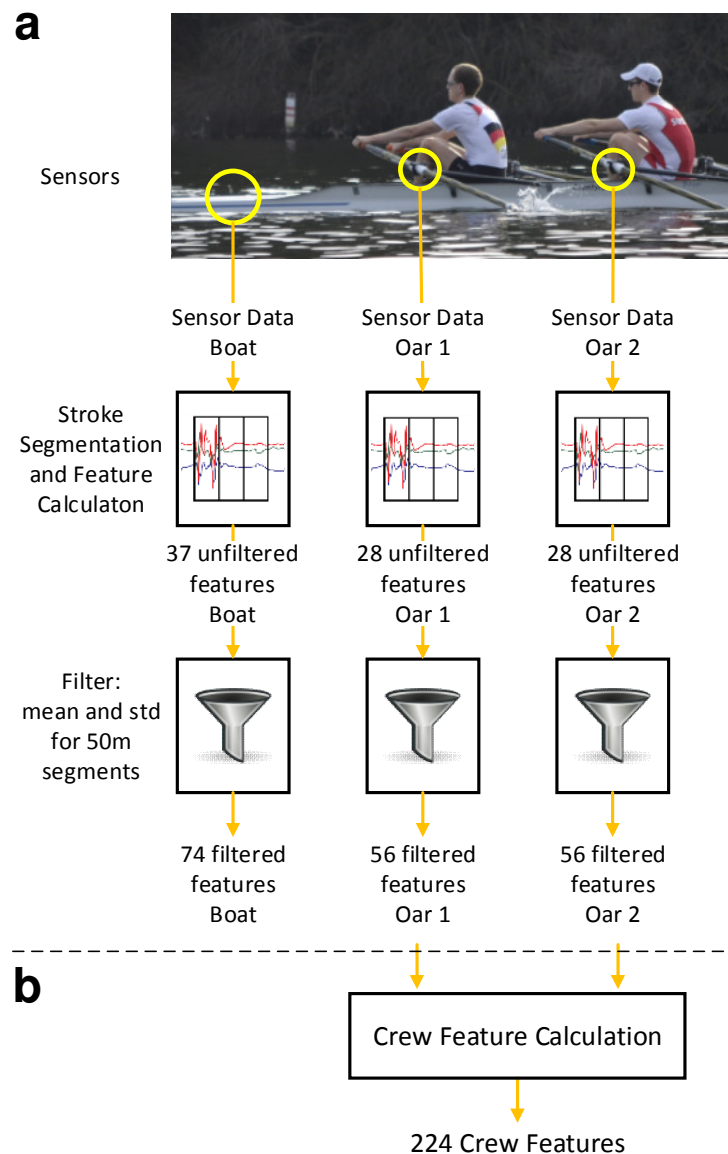 a
Sensors
Sensor Data
Boat
Sensor Data
Oar 1
Sensor Data
Oar 2
Stroke
Segmentation
and Feature
Calculaton
37 unfiltered
features
Boat
28 unfiltered
features
Oar 1
28 unfiltered
features
Oar 2
Filter:
mean and std
for 50m
segments
74 filtered
features
Boat
56 filtered
features
Oar 1
56 filtered
features
Oar 2
b
Crew Feature Calculation
224 Crew Features